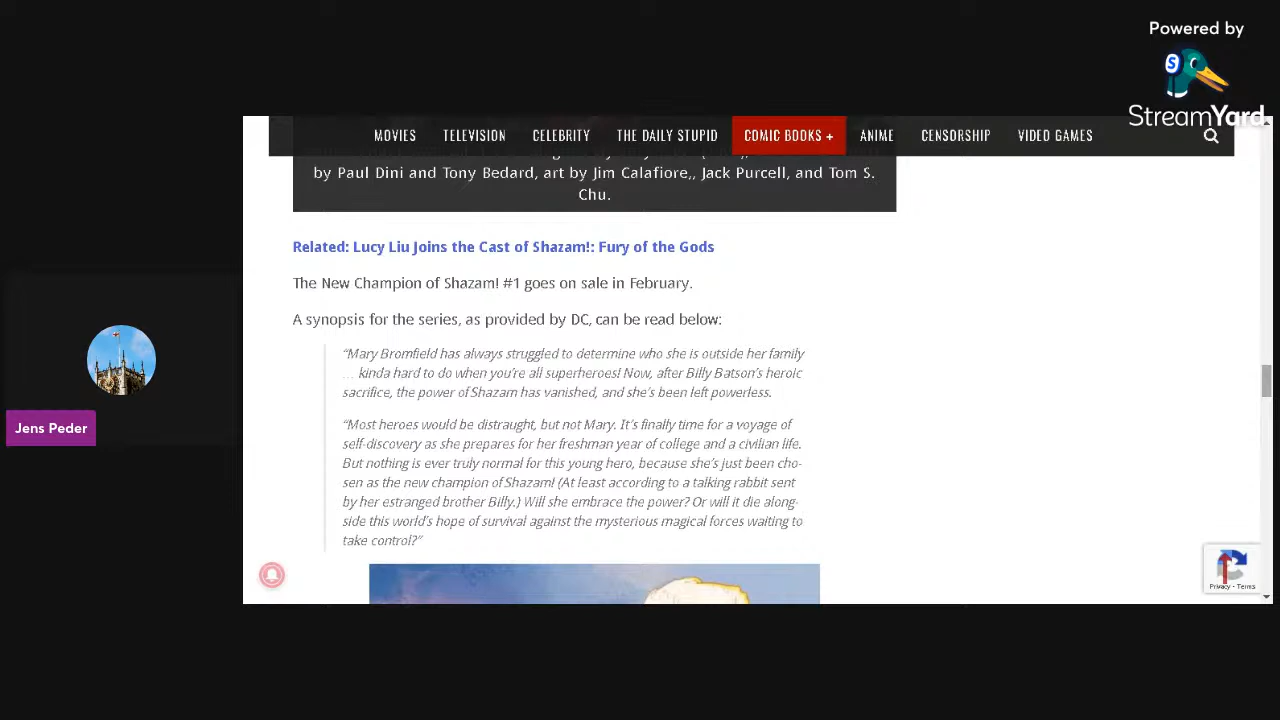 Powered by
S
StreamYard
MOVIES TELEVISION CELEBRITY THE DAILY STUPID COMIC BOOKS + ANIME CENSORSHIP VIDEO GAMES
by Paul Dini and Tony Bedard, art by Jim Calafiore,, Jack Purcell, and Tom S.
Chu.
Related: Lucy Liu Joins the Cast of Shazam!: Fury of the Gods
The New Champion of Shazam! #1 goes on sale in February.
A synopsis for the series, as provided by DC, can be read below:
“Mary Bromfield has always struggled to determine who she is outside her family
… kinda hard to do when you’re all superheroes! Now, after Billy Batson’s heroic
sacrifice, the power of Shazam has vanished, and she’s been left powerless.
“Most heroes would be distraught, but not Mary. It’s finally time for a voyage of
self-discovery as she prepares for her freshman year of college and a civilian life.
But nothing is ever truly normal for this young hero, because she’s just been cho-
sen as the new champion of Shazam! (At least according to a talking rabbit sent
by her estranged brother Billy.) Will she embrace the power? Or will it die along-
side this world’s hope of survival against the mysterious magical forces waiting to
take control?”
Jens Peder
Privacy - Terms